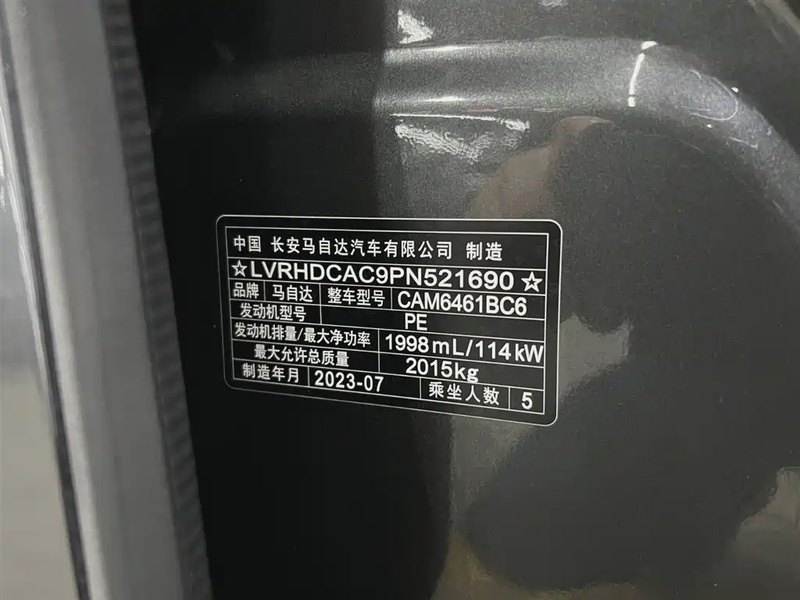 中国 长安马自达汽车有限公司 制造
☆LVRHDCAC9PN521690☆
品牌 马自达 整车型号 CAM6461BC6
发动机型号 PE
发动机排量/最大净功率 1998mL/114kW
最大允许总质量 2015kg
制造年月 2023-07 乘坐人数 5